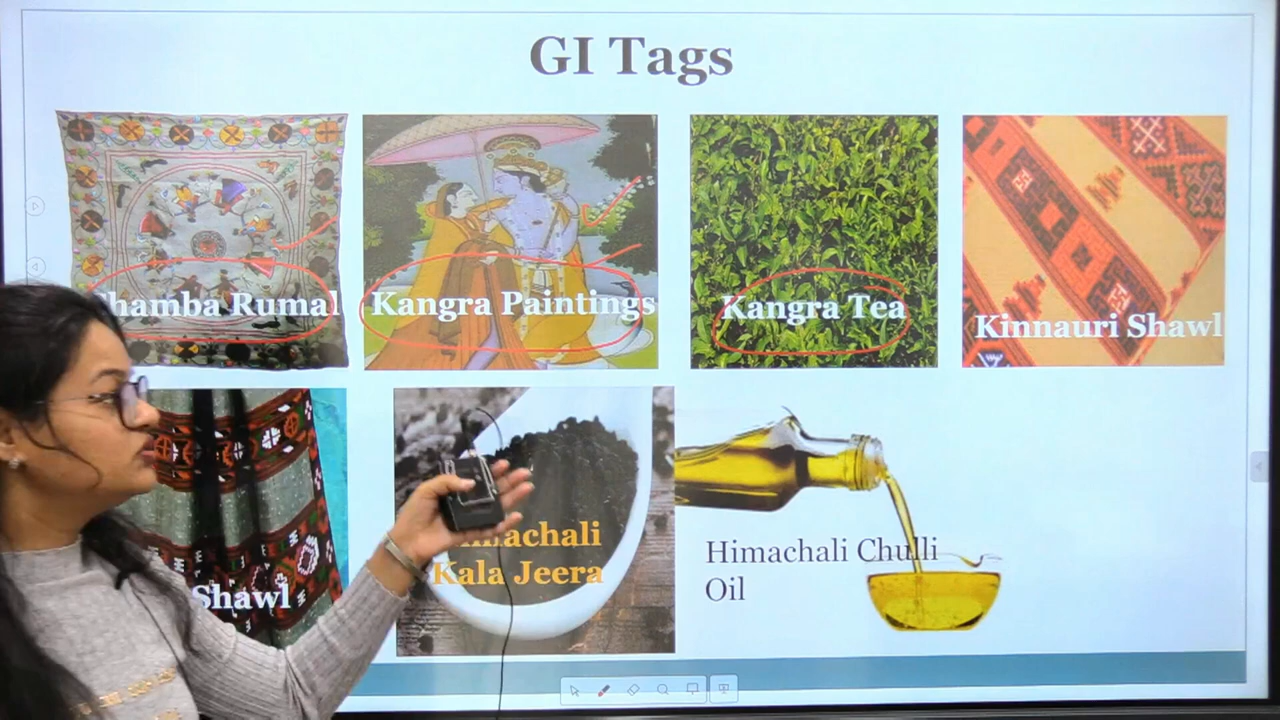 GI Tags
Chamba Rumal
Kangra Paintings
Kangra Tea
Kinnauri Shawl
Shawl
Himachali
Kala Jeera
Himachali Chulli
Oil